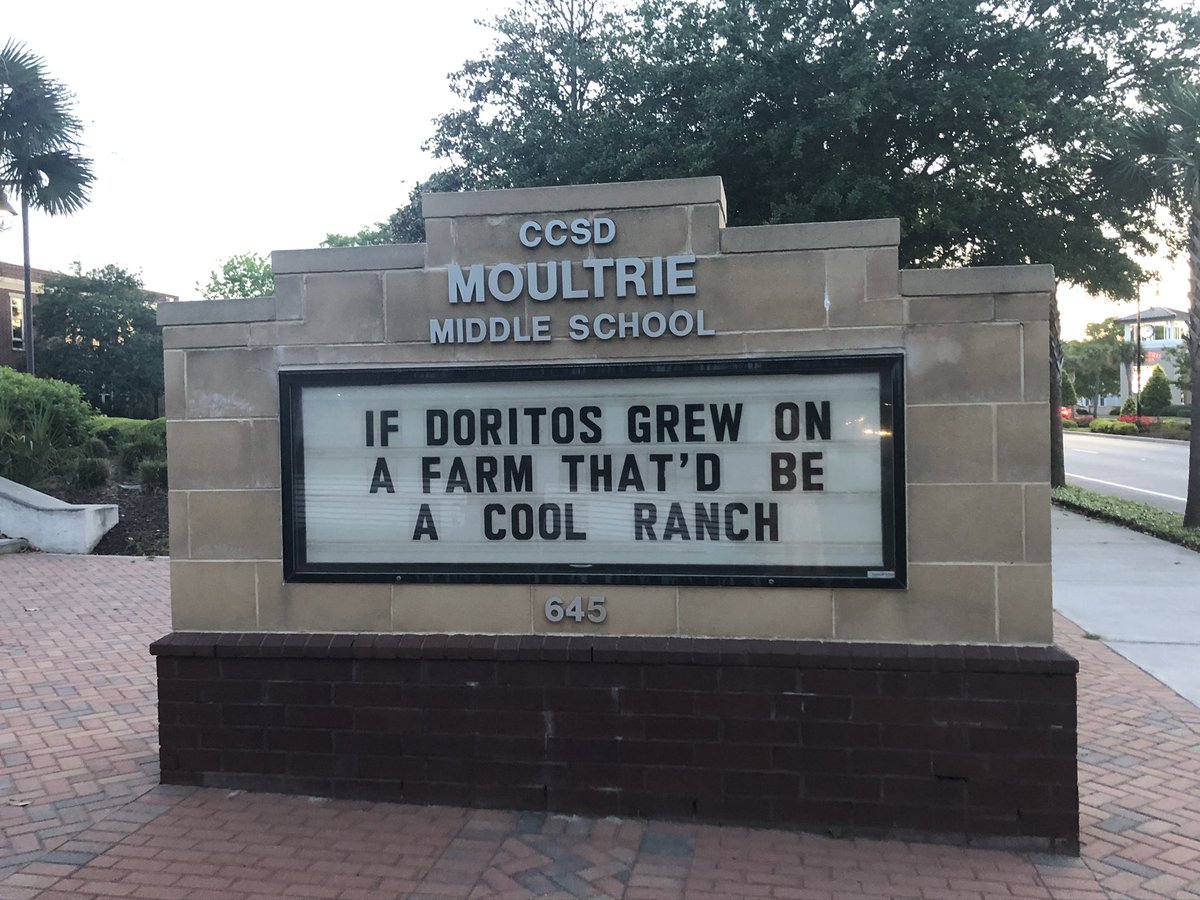 CCSD
MOULTRIE
MIDDLE SCHOOL
IF DORITOS GREW ON
A FARM THAT'D BE
A COOL RANCH
645